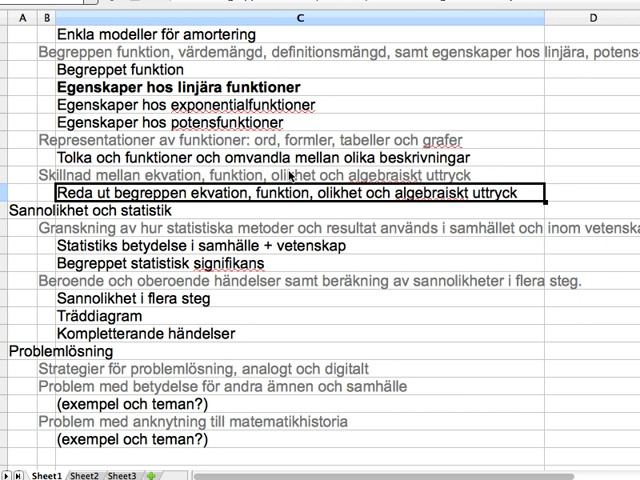 A B C D
Enkla modeller för amortering
Begreppen funktion, värdemängd, definitionsmängd, samt egenskaper hos linjära, potens-
Begreppet funktion
Egenskaper hos linjära funktioner
Egenskaper hos exponentialfunktioner
Egenskaper hos potensfunktioner
Representationer av funktioner: ord, formler, tabeller och grafer
Tolka och funktioner och omvandla mellan olika beskrivningar
Skillnad mellan ekvation, funktion, olikhet och algebraiskt uttryck
Reda ut begreppen ekvation, funktion, olikhet och algebraiskt uttryck
Sannolikhet och statistik
Granskning av hur statistiska metoder och resultat används i samhället och inom vetenska
Statistiks betydelse i samhälle + vetenskap
Begreppet statistisk signifikans
Beroende och oberoende händelser samt beräkning av sannolikheter i flera steg.
Sannolikhet i flera steg
Träddiagram
Kompletterande händelser
Problemlösning
Strategier för problemlösning, analogt och digitalt
Problem med betydelse för andra ämnen och samhälle
(exempel och teman?)
Problem med anknytning till matematikhistoria
(exempel och teman?)
Sheet1 Sheet2 Sheet3